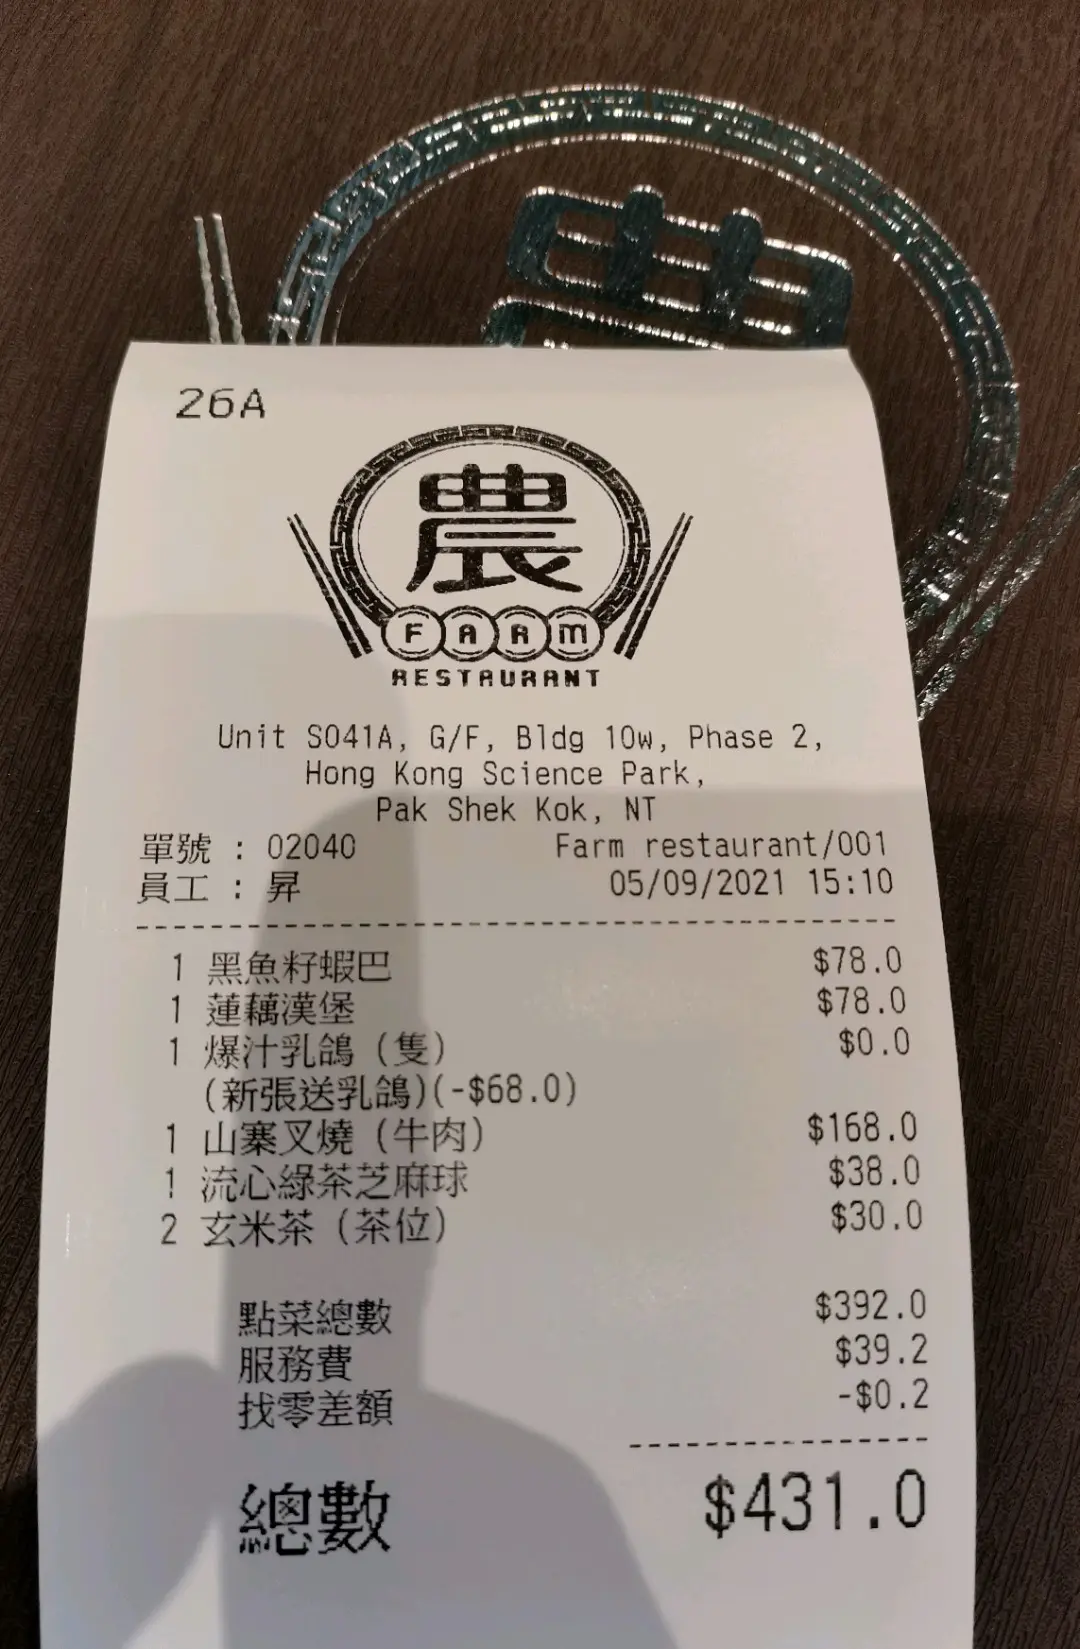 26A
農
FARM
RESTAURANT
Unit S041A, G/F, Bldg 10w, Phase 2,
Hong Kong Science Park,
Pak Shek Kok, NT
單號 : 02040 Farm restaurant/001
員工 : 昇 05/09/2021 15:10
1 黑魚籽蝦巴 $78.0
1 蓮藕漢堡 $78.0
1 爆汁乳鴿 (隻) $0.0
(新張送乳鴿)(-$68.0)
1 山寨叉燒 (牛肉) $168.0
1 流心綠茶芝麻球 $38.0
2 玄米茶 (茶位) $30.0
點菜總數 $392.0
服務費 $39.2
找零差額 -$0.2
總數 $431.0